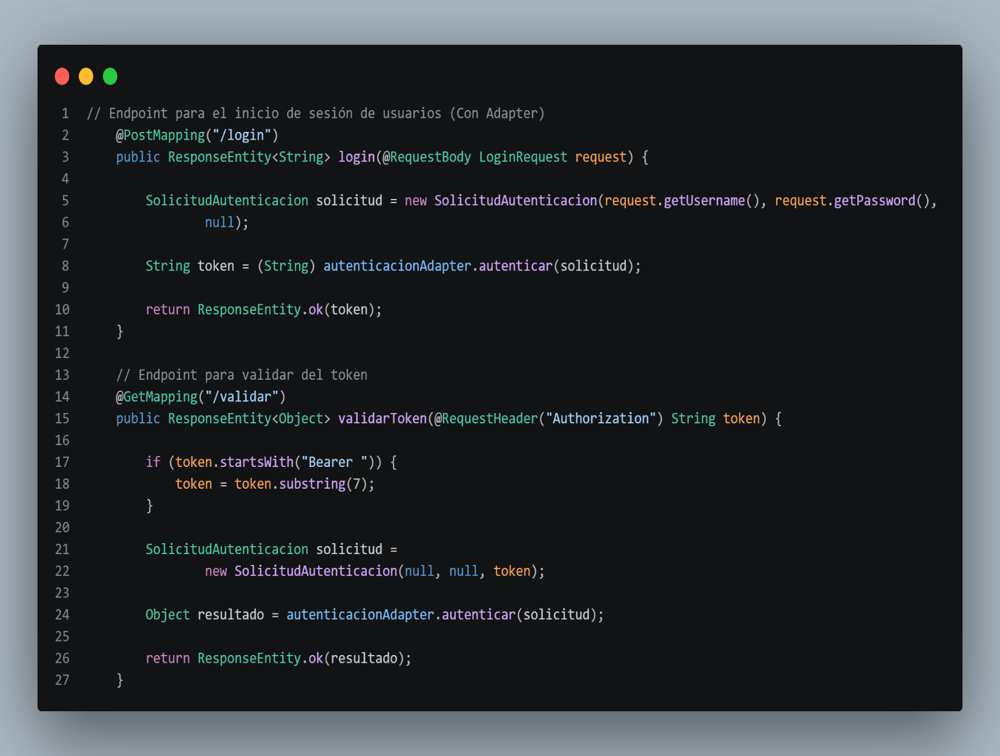 1 // Endpoint para el inicio de sesión de usuarios (Con Adapter)
2     @PostMapping("/login")
3     public ResponseEntity<String> login(@RequestBody LoginRequest request) {
4
5         SolicitudAutenticacion solicitud = new SolicitudAutenticacion(request.getUsername(), request.getPassword(),
6                 null);
7
8         String token = (String) autenticacionAdapter.autenticar(solicitud);
9
10         return ResponseEntity.ok(token);
11     }
12
13     // Endpoint para validar del token
14     @GetMapping("/validar")
15     public ResponseEntity<Object> validarToken(@RequestHeader("Authorization") String token) {
16
17         if (token.startsWith("Bearer ")) {
18             token = token.substring(7);
19         }
20
21         SolicitudAutenticacion solicitud =
22                 new SolicitudAutenticacion(null, null, token);
23
24         Object resultado = autenticacionAdapter.autenticar(solicitud);
25
26         return ResponseEntity.ok(resultado);
27     }